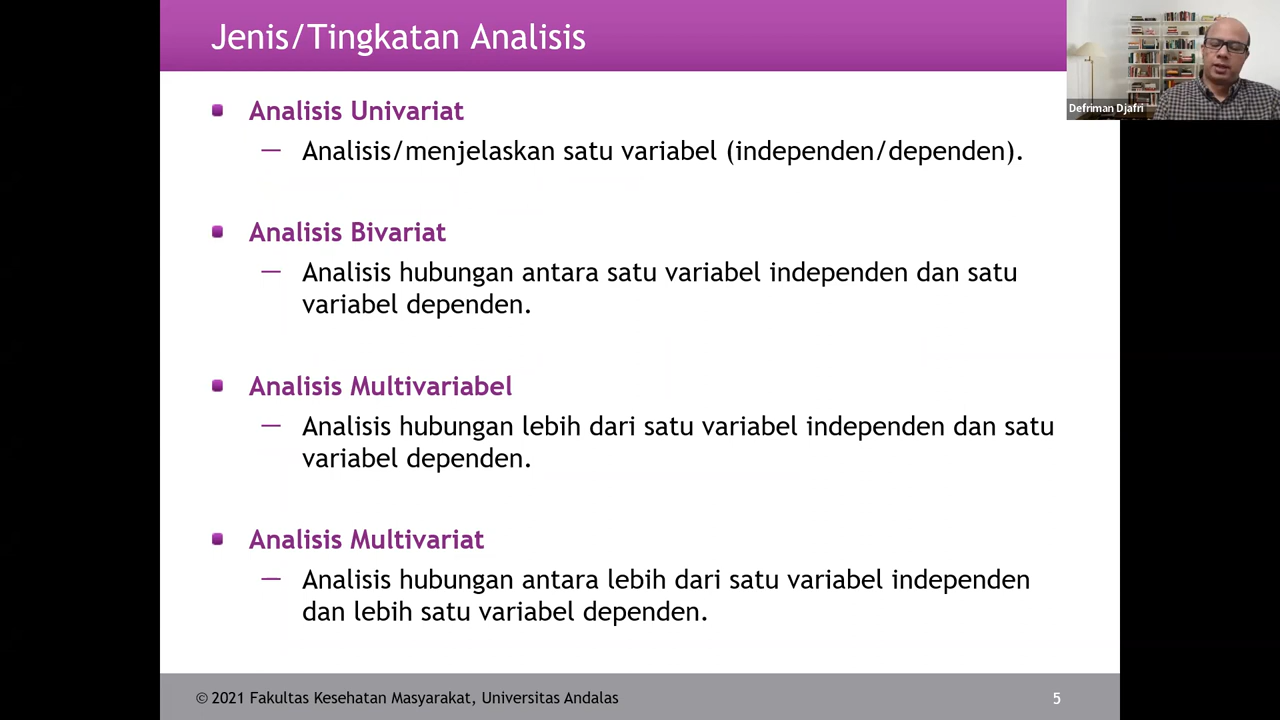 Jenis/Tingkatan Analisis
Defriman Djafri
Analisis Univariat
— Analisis/menjelaskan satu variabel (independen/dependen).
Analisis Bivariat
— Analisis hubungan antara satu variabel independen dan satu
variabel dependen.
Analisis Multivariabel
— Analisis hubungan lebih dari satu variabel independen dan satu
variabel dependen.
Analisis Multivariat
— Analisis hubungan antara lebih dari satu variabel independen
dan lebih satu variabel dependen.
© 2021 Fakultas Kesehatan Masyarakat, Universitas Andalas
5